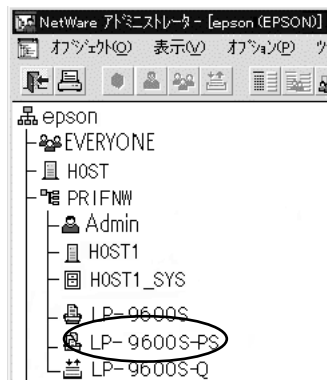 NetWare アドミニストレータ - [epson (EPSON)]
オブジェクト(O) 表示(V) オプション(P)
epson
EVERYONE
HOST
PRIFNW
Admin
HOST1
HOST1_SYS
LP-9600S
LP-9600S-PS
LP-9600S-Q